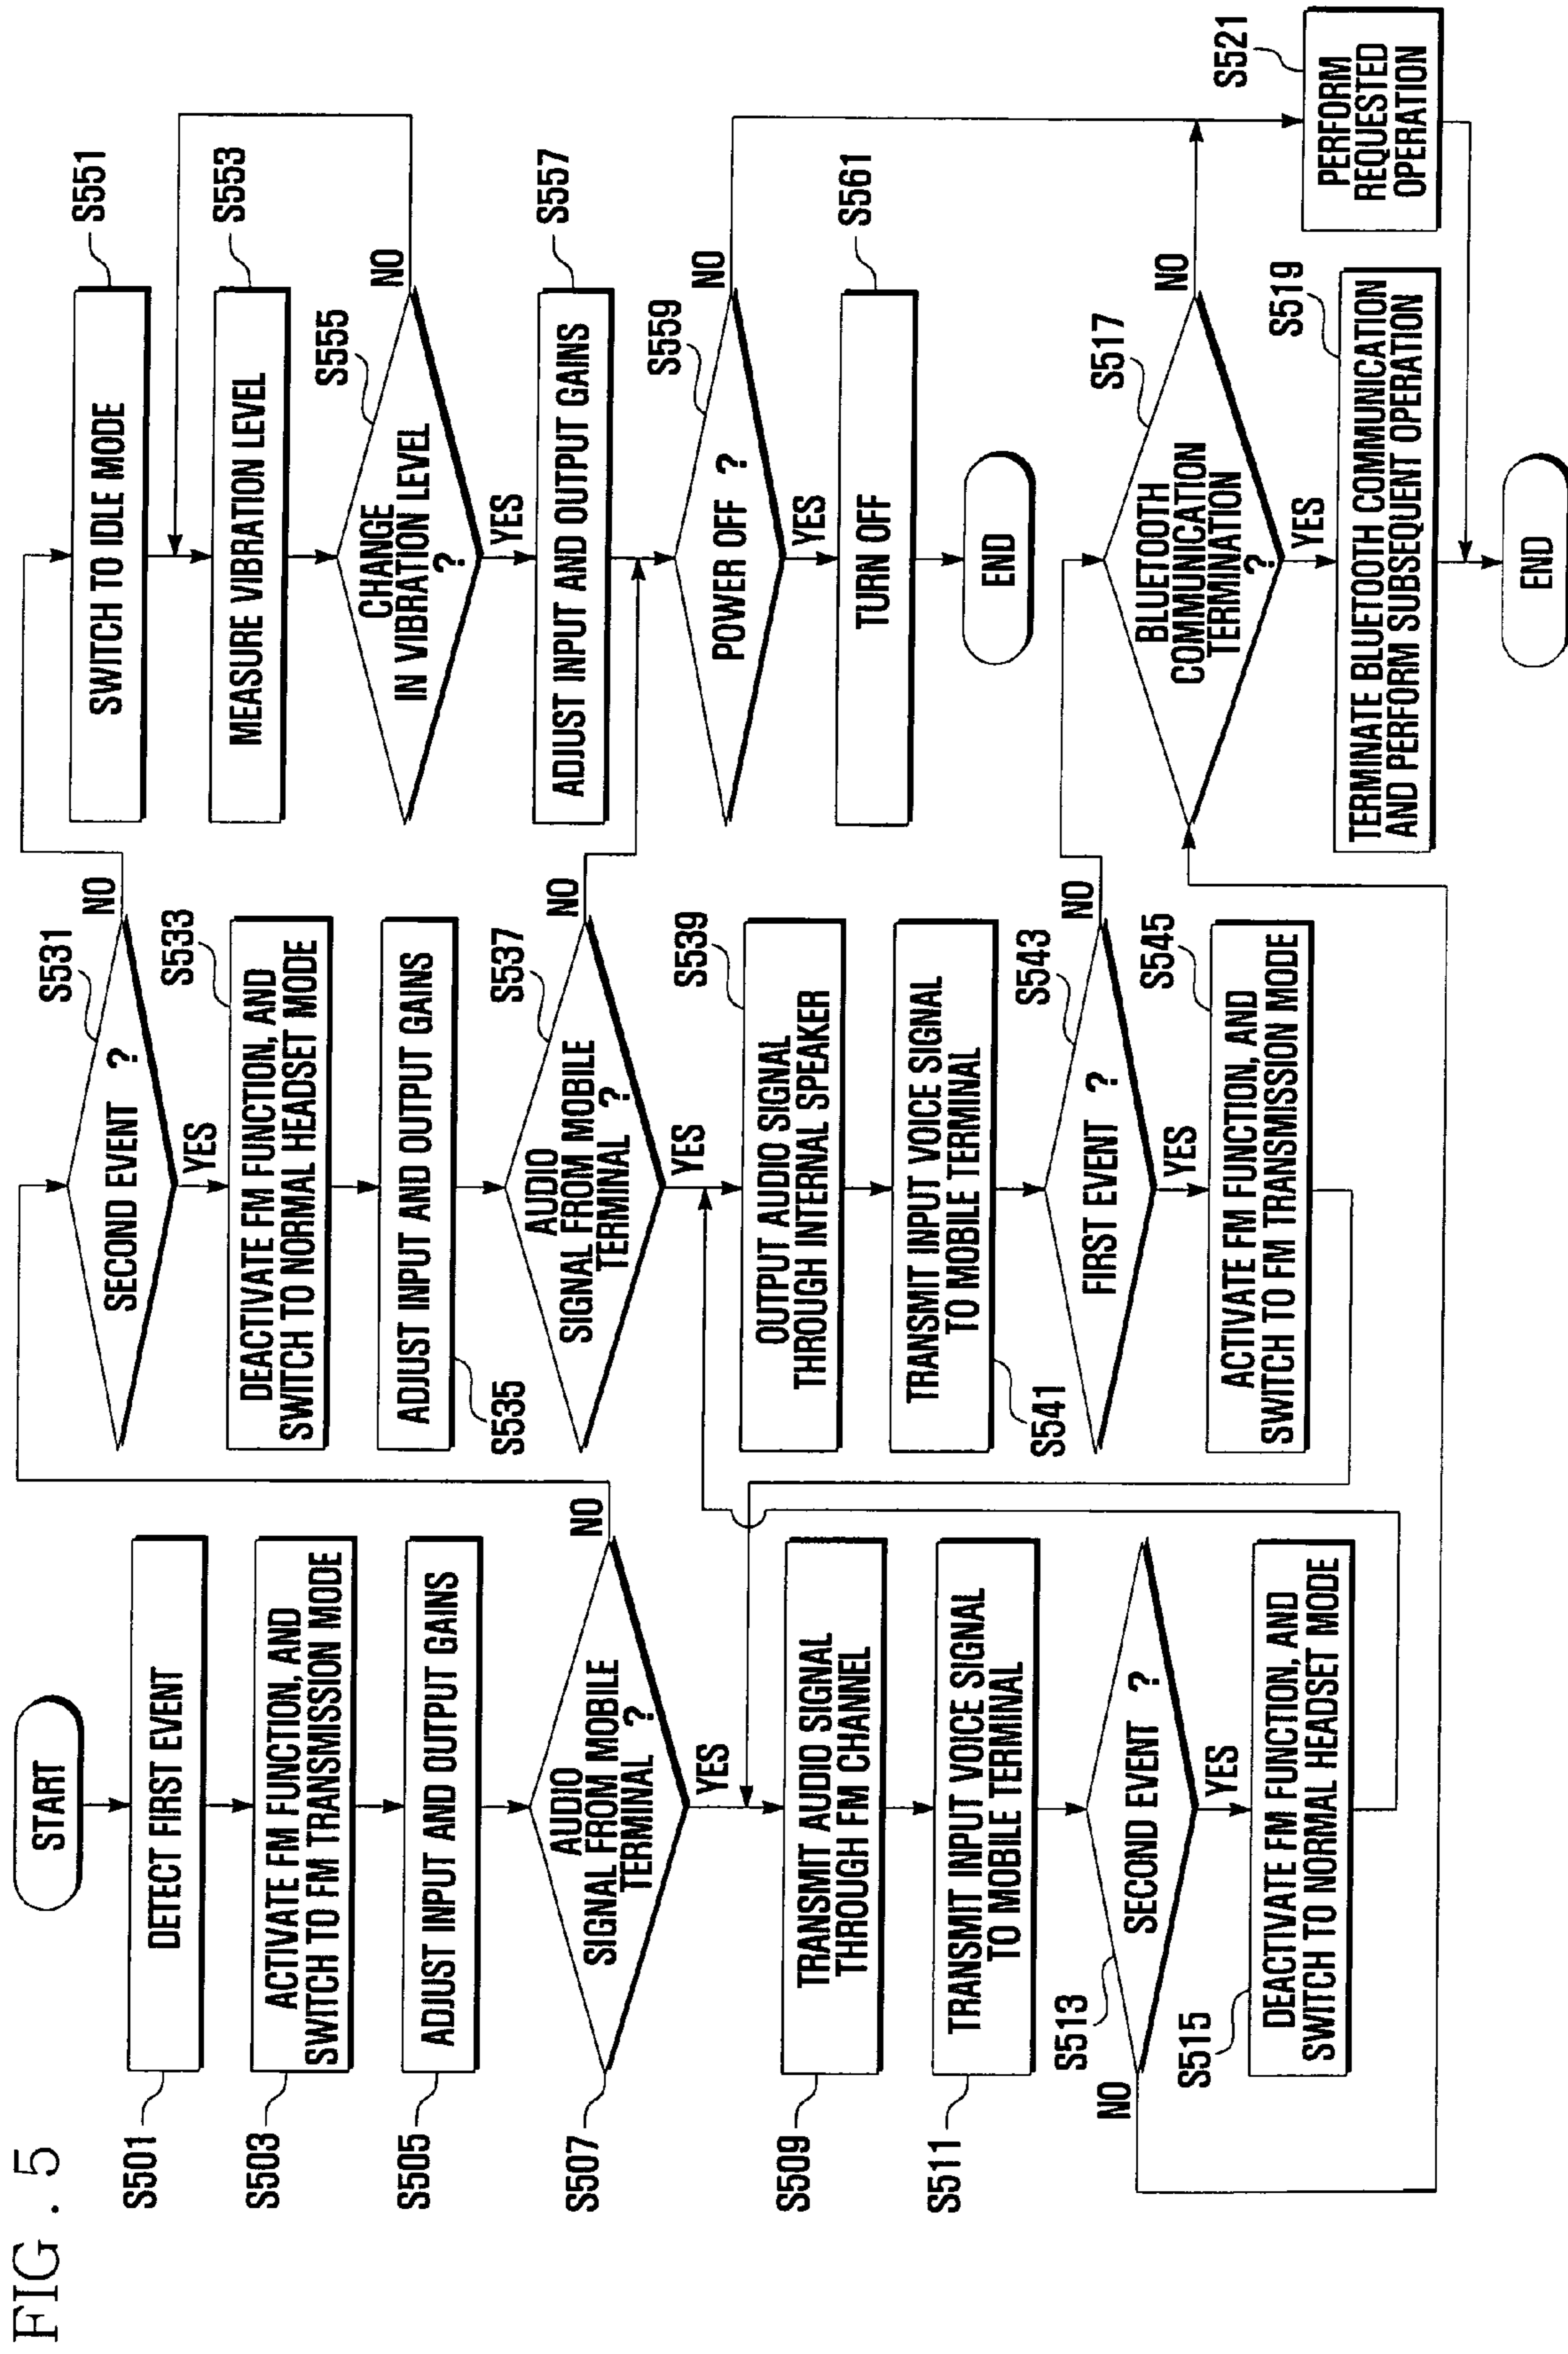 FIG. 5
START
S501
DETECT FIRST EVENT
S503
ACTIVATE FM FUNCTION, AND
SWITCH TO FM TRANSMISSION MODE
S505
ADJUST INPUT AND OUTPUT GAINS
S507
AUDIO
SIGNAL FROM MOBILE
TERMINAL ?
NO
YES
S509
TRANSMIT AUDIO SIGNAL
THROUGH FM CHANNEL
S511
TRANSMIT INPUT VOICE SIGNAL
TO MOBILE TERMINAL
S513
SECOND EVENT ?
NO
YES
S515
DEACTIVATE FM FUNCTION, AND
SWITCH TO NORMAL HEADSET MODE
S531
SECOND EVENT ?
NO
YES
S533
DEACTIVATE FM FUNCTION, AND
SWITCH TO NORMAL HEADSET MODE
ADJUST INPUT AND OUTPUT GAINS
S535
S537
AUDIO
SIGNAL FROM MOBILE
TERMINAL ?
NO
YES
S539
OUTPUT AUDIO SIGNAL
THROUGH INTERNAL SPEAKER
TRANSMIT INPUT VOICE SIGNAL
TO MOBILE TERMINAL
S541
S543
FIRST EVENT ?
NO
YES
S545
ACTIVATE FM FUNCTION, AND
SWITCH TO FM TRANSMISSION MODE
S551
SWITCH TO IDLE MODE
S553
MEASURE VIBRATION LEVEL
S555
CHANGE
IN VIBRATION LEVEL
?
NO
YES
S557
ADJUST INPUT AND OUTPUT GAINS
S559
POWER OFF ?
NO
YES
S561
TURN OFF
END
S517
BLUETOOTH
COMMUNICATION
TERMINATION
?
NO
YES
S519
TERMINATE BLUETOOTH COMMUNICATION
AND PERFORM SUBSEQUENT OPERATION
S521
PERFORM
REQUESTED
OPERATION
END